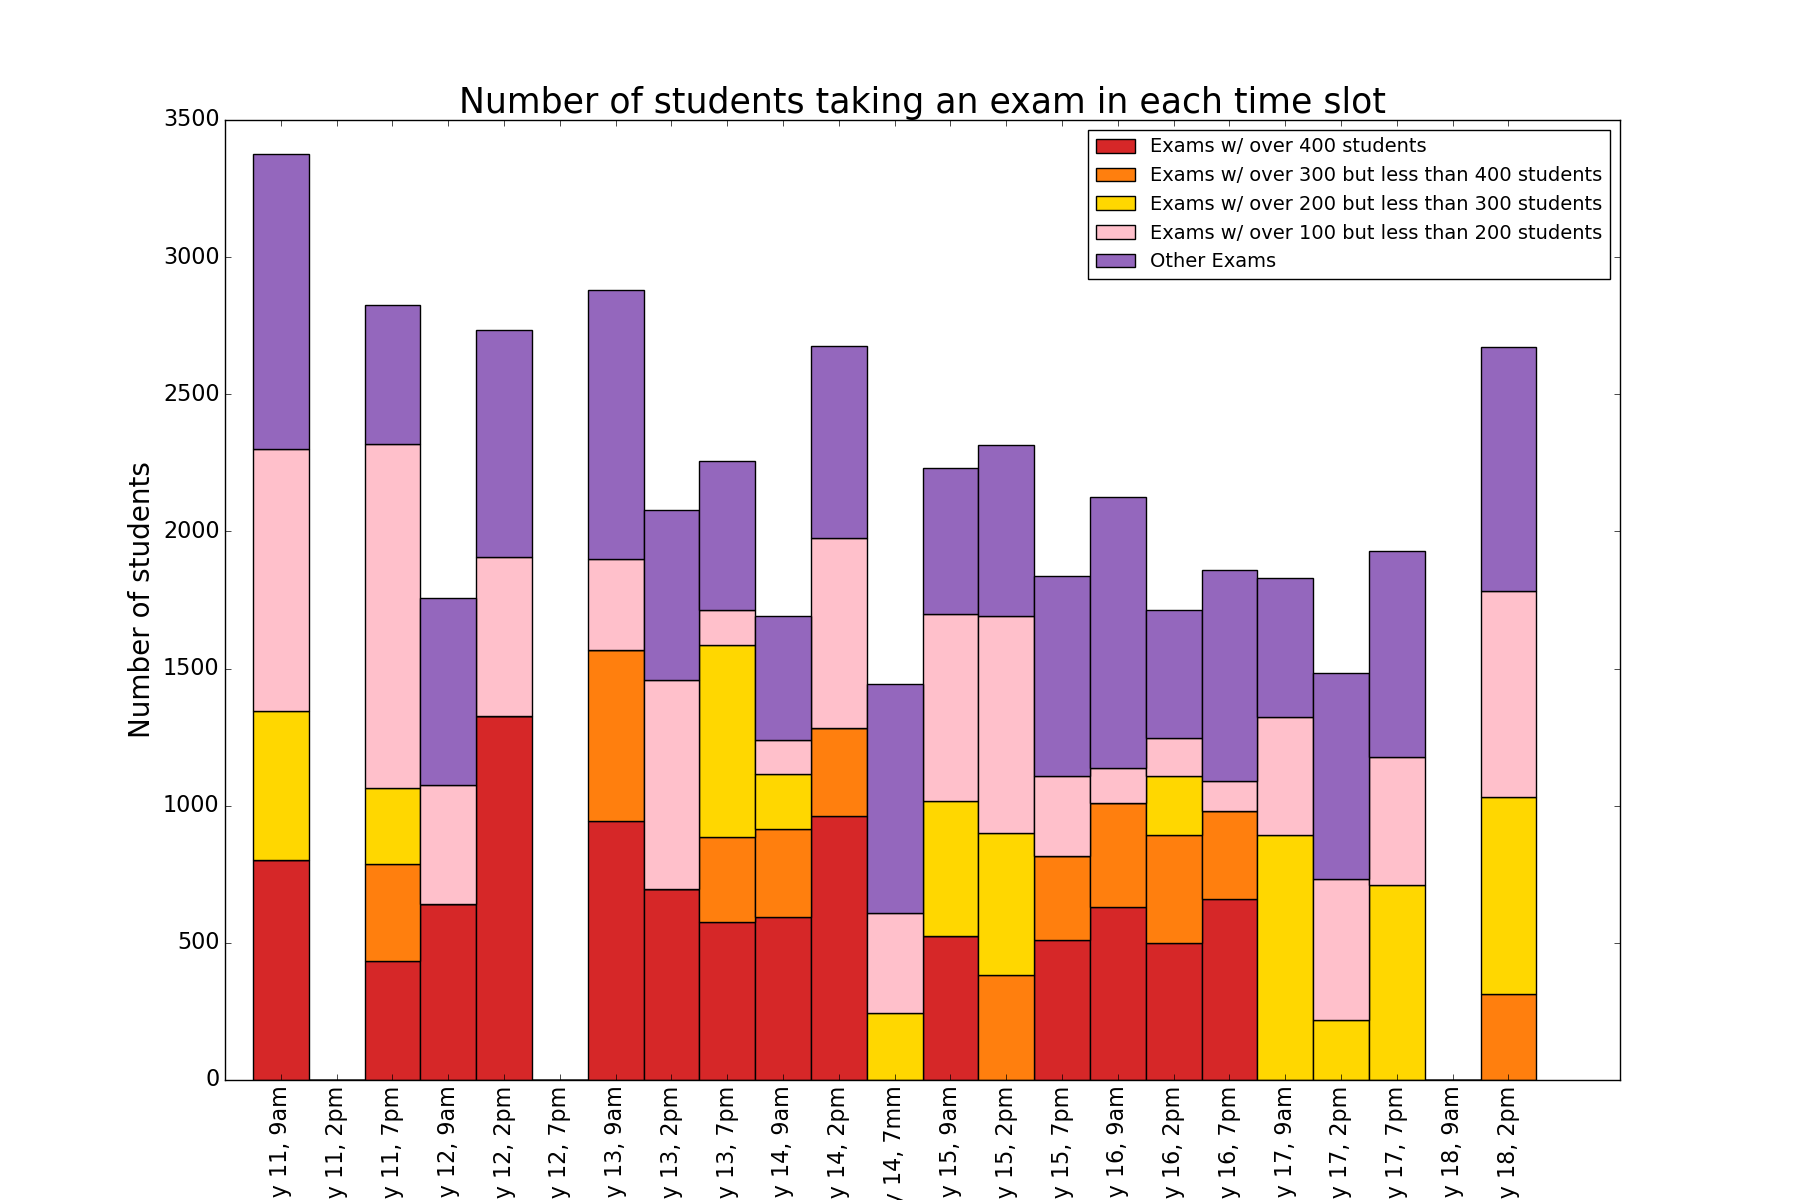 Number of students taking an exam in each time slot
3500
3000
2500
2000
1500
1000
500
0
Number of students
Exams w/ over 400 students
Exams w/ over 300 but less than 400 students
Exams w/ over 200 but less than 300 students
Exams w/ over 100 but less than 200 students
Other Exams
y 11, 9am
y 11, 2pm
y 11, 7pm
y 12, 9am
y 12, 2pm
y 12, 7pm
y 13, 9am
y 13, 2pm
y 13, 7pm
y 14, 9am
y 14, 2pm
y 14, 7mm
y 15, 9am
y 15, 2pm
y 15, 7pm
y 16, 9am
y 16, 2pm
y 16, 7pm
y 17, 9am
y 17, 2pm
y 17, 7pm
y 18, 9am
y 18, 2pm